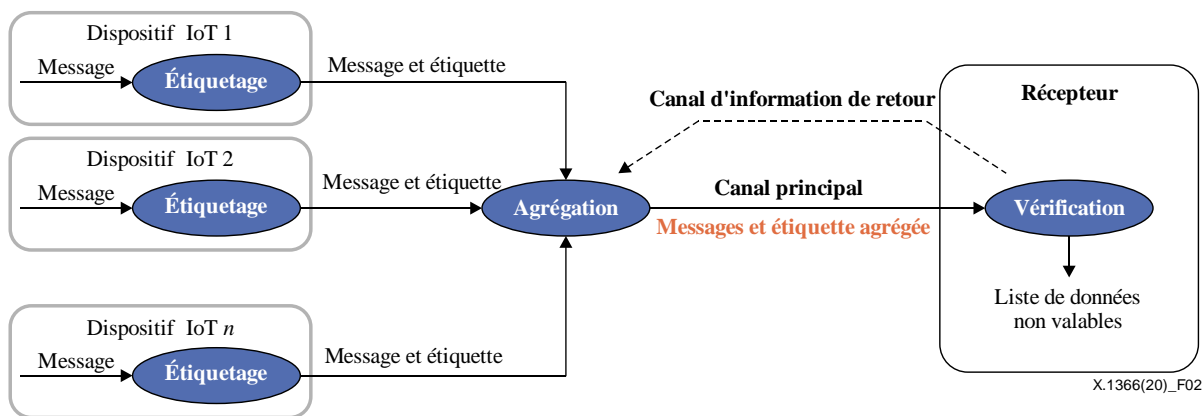 Dispositif IoT 1
Message
Étiquetage
Message et étiquette
Dispositif IoT 2
Message
Étiquetage
Message et étiquette
Dispositif IoT n
Message
Étiquetage
Message et étiquette
Agrégation
Canal d'information de retour
Canal principal
Messages et étiquette agrégée
Récepteur
Vérification
Liste de données
non valables
X.1366(20)_F02